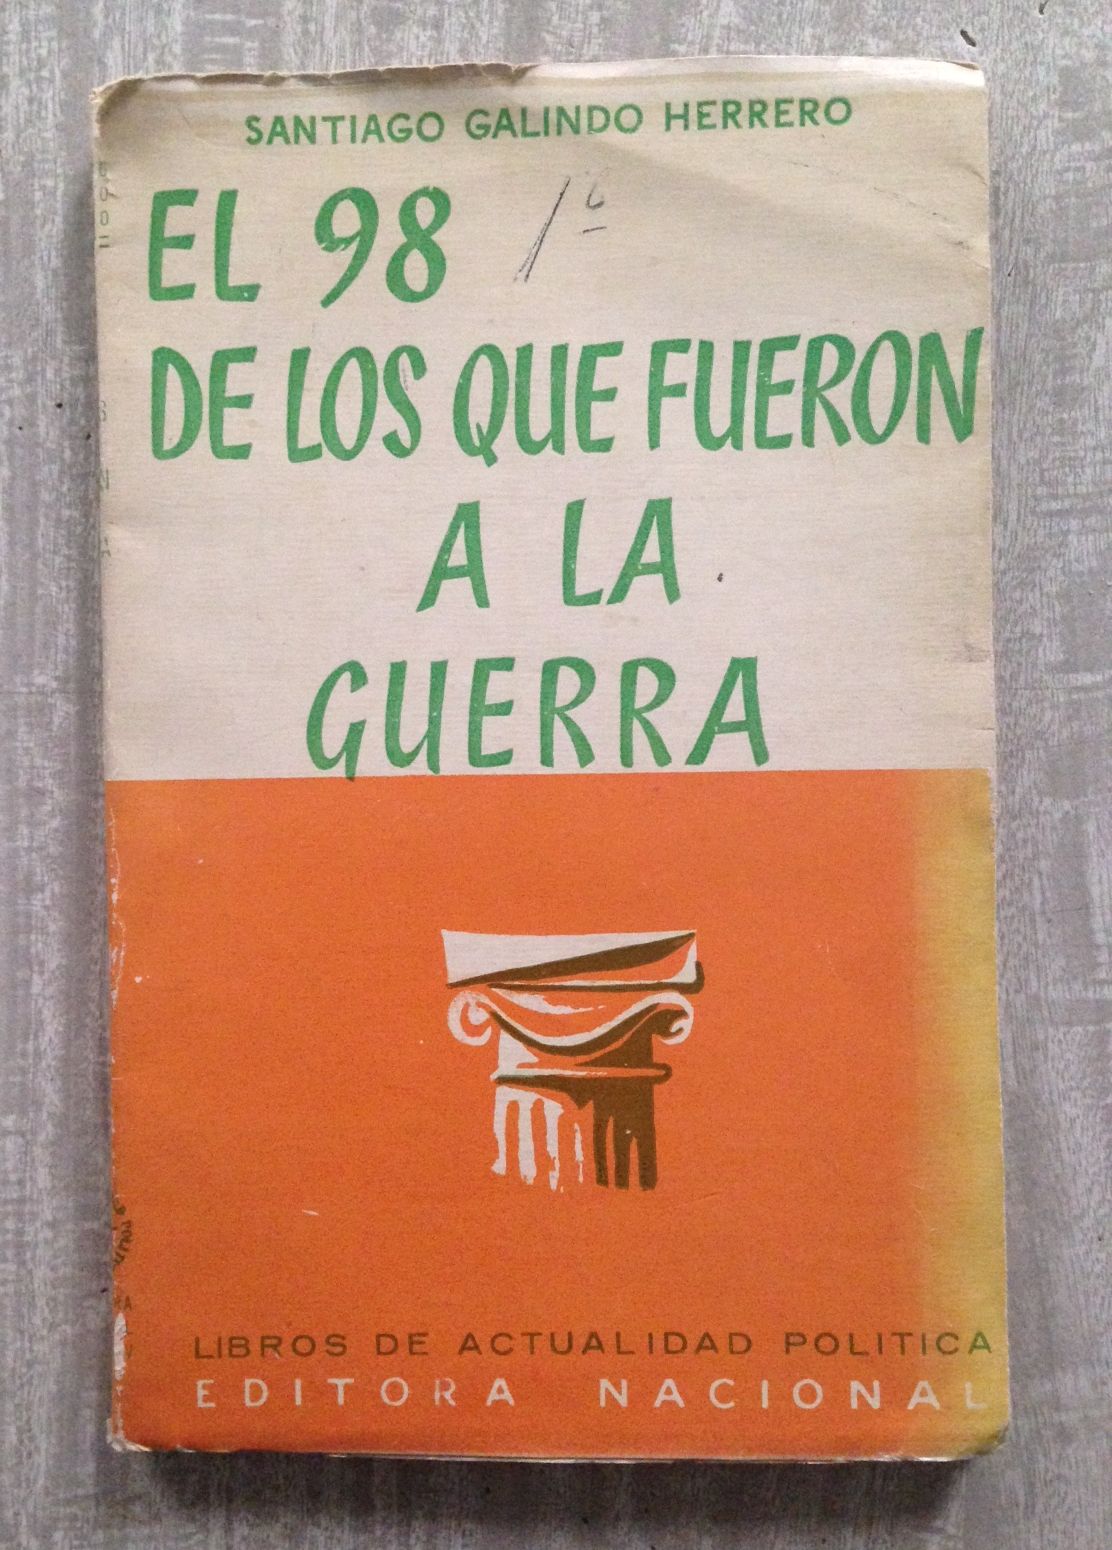 SANTIAGO GALINDO HERRERO
EL 98
DE LOS QUE FUERON
A LA
GUERRA
LIBROS DE ACTUALIDAD POLITICA
EDITORA NACIONAL